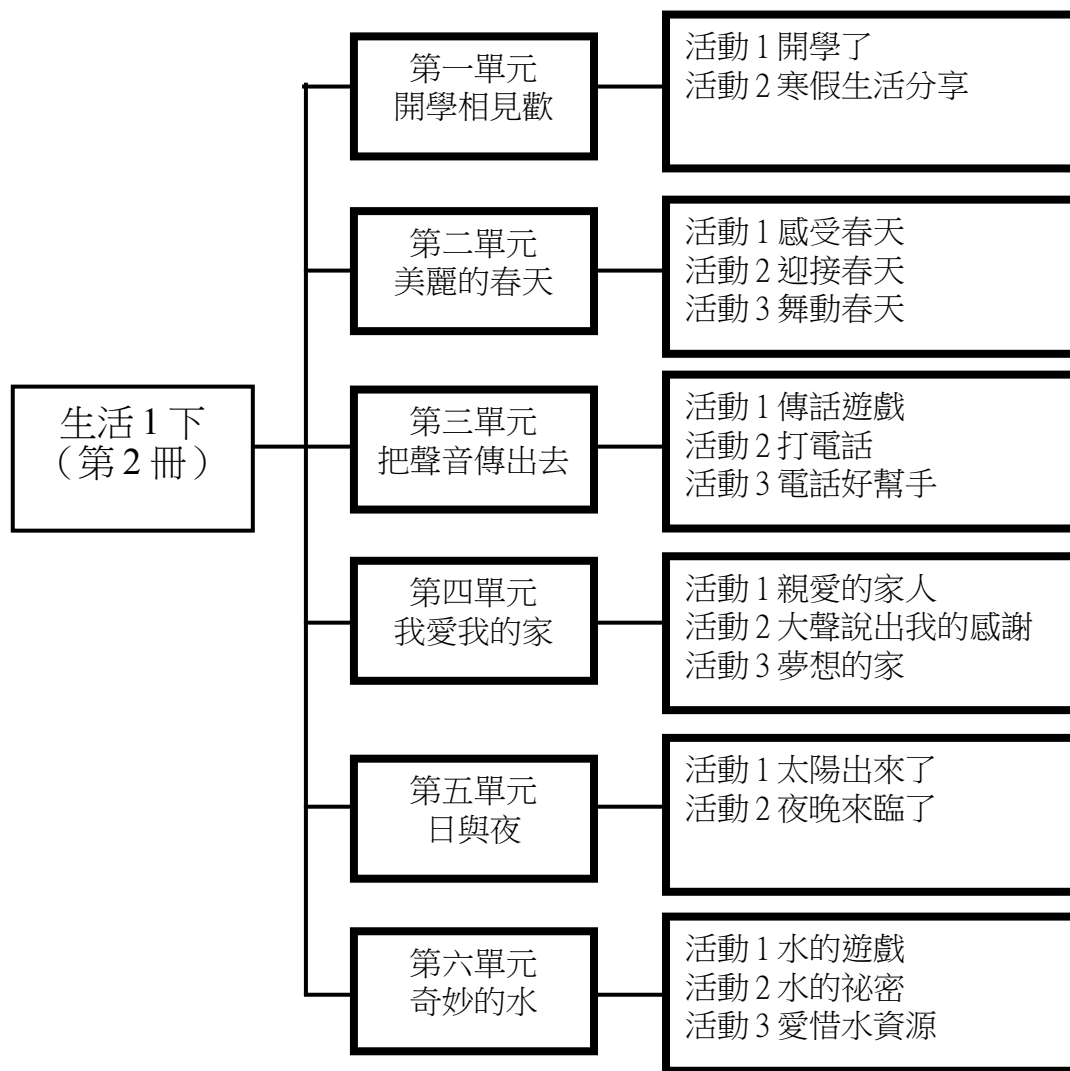 生活 1 下
（第 2 冊）
第一單元
開學相見歡
活動 1 開學了
活動 2 寒假生活分享
第二單元
美麗的春天
活動 1 感受春天
活動 2 迎接春天
活動 3 舞動春天
第三單元
把聲音傳出去
活動 1 傳話遊戲
活動 2 打電話
活動 3 電話好幫手
第四單元
我愛我的家
活動 1 親愛的家人
活動 2 大聲說出我的感謝
活動 3 夢想的家
第五單元
日與夜
活動 1 太陽出來了
活動 2 夜晚來臨了
第六單元
奇妙的水
活動 1 水的遊戲
活動 2 水的祕密
活動 3 愛惜水資源